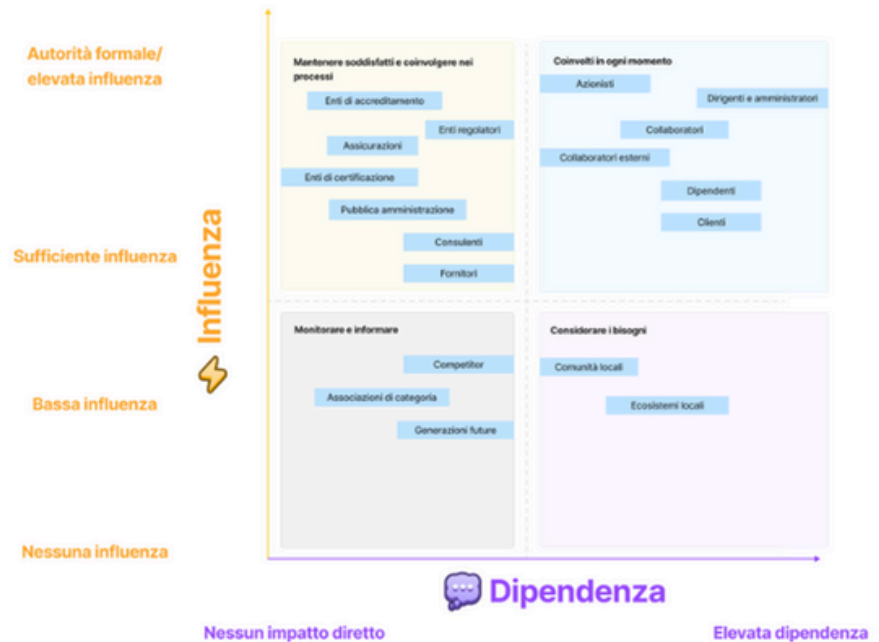 Autorità formale/
elevata influenza
Sufficiente influenza
Bassa influenza
Nessuna influenza
Influenza
Mantenere soddisfatti e coinvolgere nei
processi
Enti di accreditamento
Enti regolatori
Assicurazioni
Enti di certificazione
Pubblica amministrazione
Consulenti
Fornitori
Coinvolti in ogni momento
Azionisti
Dirigenti e amministratori
Collaboratori
Collaboratori esterni
Dipendenti
Clienti
Monitorare e informare
Competitor
Associazioni di categoria
Generazioni future
Considerare i bisogni
Comunità locali
Ecosistemi locali
Dipendenza
Nessun impatto diretto
Elevata dipendenza